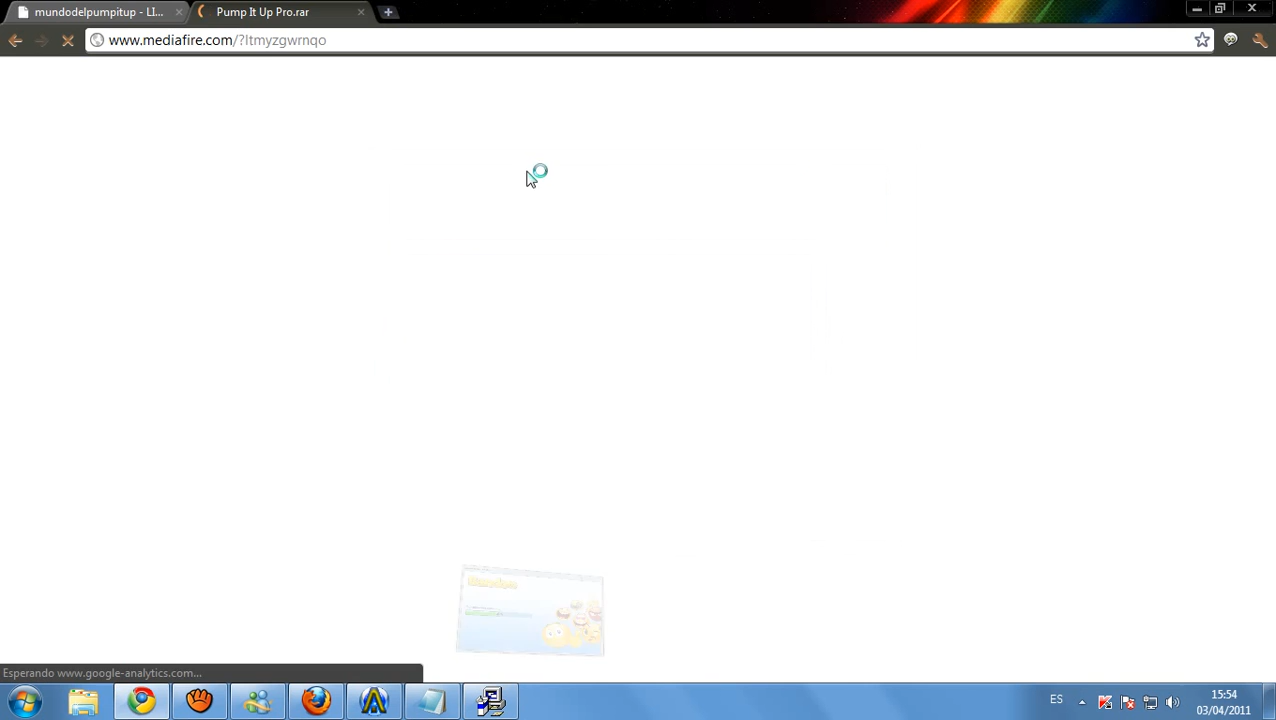 mundodelpumpitup - LI...
Pump It Up Pro.rar
www.mediafire.com/?ltmyzgwrnqo
Esperando www.google-analytics.com...
ES
15:54
03/04/2011